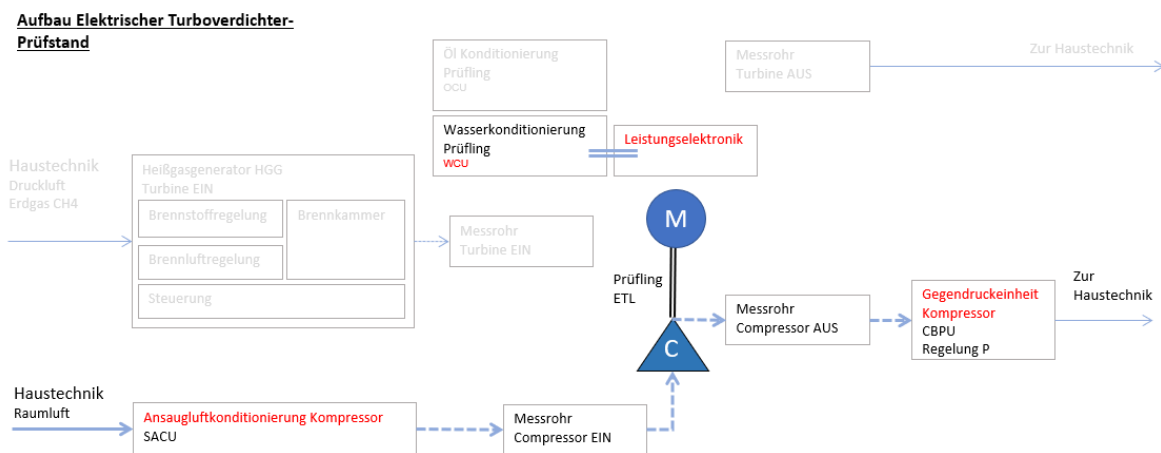 Aufbau Elektrischer Turboverdichter-
Prüfstand
Öl Konditionierung
Prüfling
OCU
Messrohr
Turbine AUS
Zur Haustechnik
Wasserkonditionierung
Prüfling
WCU
Leistungselektronik
Haustechnik
Druckluft
Erdgas CH4
Heißgasgenerator HGG
Turbine EIN
Brennstoffregelung
Brennkammer
Brennluftregelung
Steuerung
Messrohr
Turbine EIN
M
Prüfling
ETL
C
Messrohr
Compressor AUS
Gegendruckeinheit
Kompressor
CBPU
Regelung P
Zur
Haustechnik
Haustechnik
Raumluft
Ansaugluftkonditionierung Kompressor
SACU
Messrohr
Compressor EIN